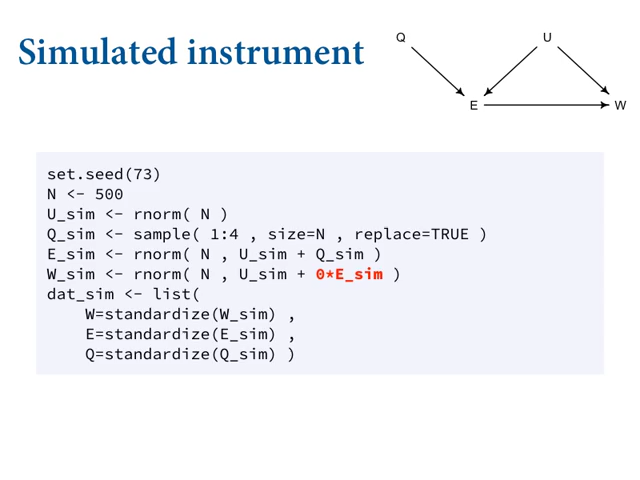 Simulated instrument
Q
U
E
W
set.seed(73)
N <- 500
U_sim <- rnorm( N )
Q_sim <- sample( 1:4 , size=N , replace=TRUE )
E_sim <- rnorm( N , U_sim + Q_sim )
W_sim <- rnorm( N , U_sim + 0*E_sim )
dat_sim <- list(
    W=standardize(W_sim) ,
    E=standardize(E_sim) ,
    Q=standardize(Q_sim) )